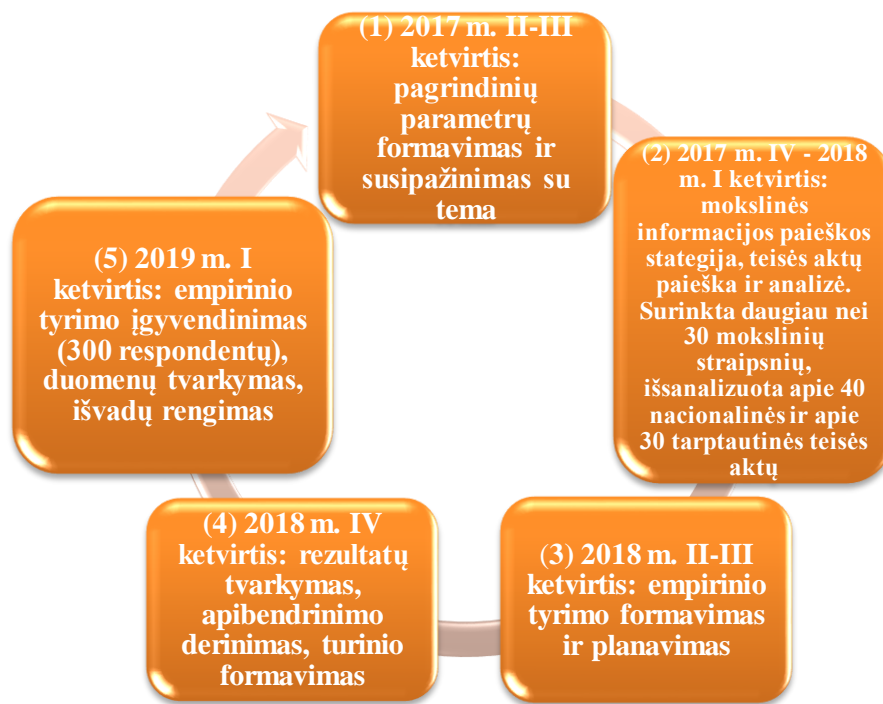 (1) 2017 m. II-III
ketvirtis:
pagrindinių
parametrų
formavimas ir
susipažinimas su
tema
(2) 2017 m. IV - 2018
m. I ketvirtis:
mokslinės
informacijos paieškos
stategija, teisės aktų
paieška ir analizė.
Surinkta daugiau nei
30 mokslinių
straipsnių,
išsanalizuota apie 40
nacionalinės ir apie
30 tarptautinės teisės
aktų
(3) 2018 m. II-III
ketvirtis: empirinio
tyrimo formavimas
ir planavimas
(4) 2018 m. IV
ketvirtis: rezultatų
tvarkymas,
apibendrinimo
derinimas, turinio
formavimas
(5) 2019 m. I
ketvirtis: empirinio
tyrimo įgyvendinimas
(300 respondentų),
duomenų tvarkymas,
išvadų rengimas